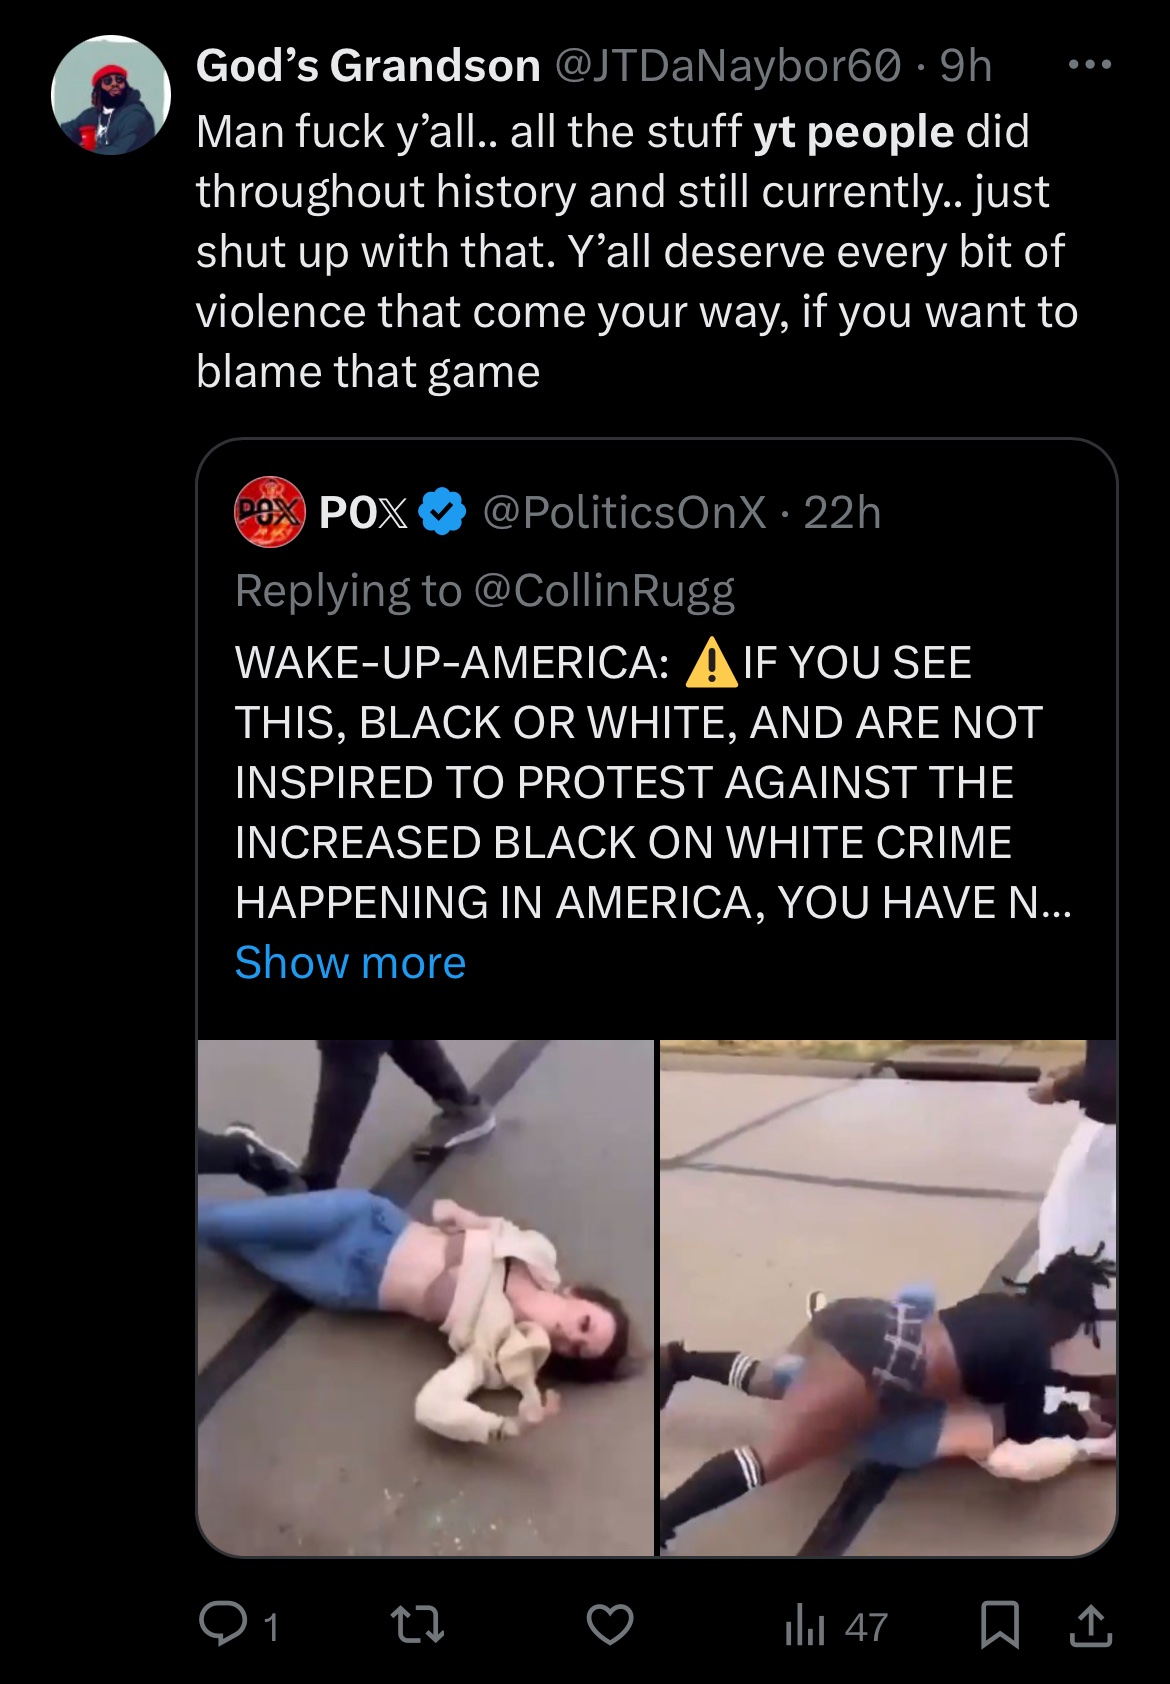 God’s Grandson @JTDaNaybor60 · 9h
Man fuck y’all.. all the stuff yt people did
throughout history and still currently.. just
shut up with that. Y’all deserve every bit of
violence that come your way, if you want to
blame that game
POX
POX @PoliticsOnX · 22h
Replying to @CollinRugg
WAKE-UP-AMERICA: ⚠️IF YOU SEE
THIS, BLACK OR WHITE, AND ARE NOT
INSPIRED TO PROTEST AGAINST THE
INCREASED BLACK ON WHITE CRIME
HAPPENING IN AMERICA, YOU HAVE N...
Show more
1
47